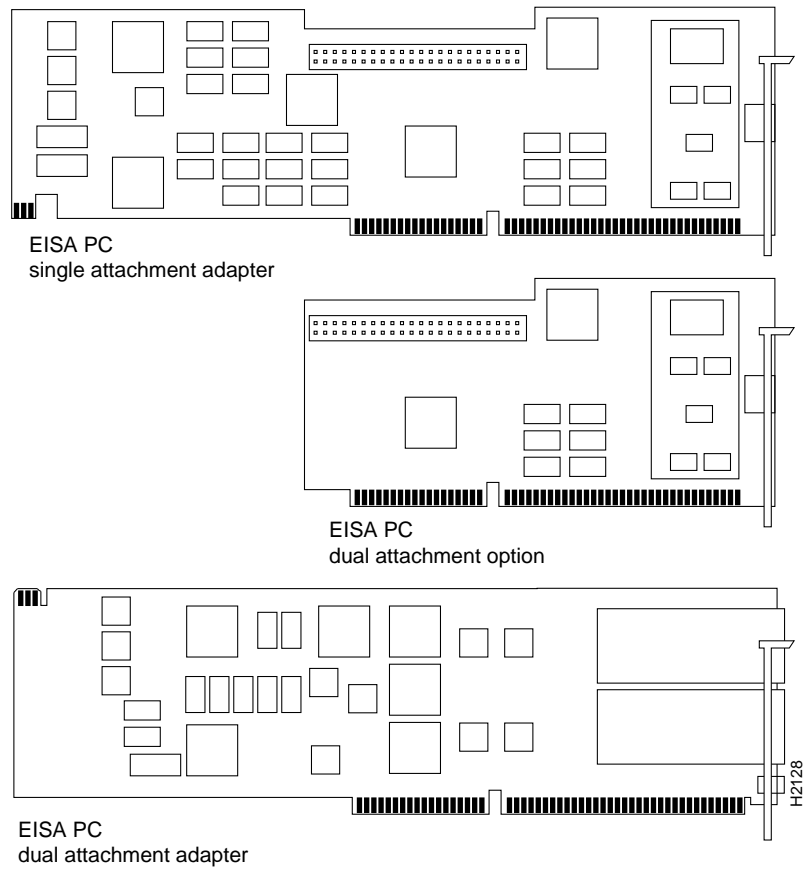 EISA PC
single attachment adapter
EISA PC
dual attachment option
H2128
EISA PC
dual attachment adapter